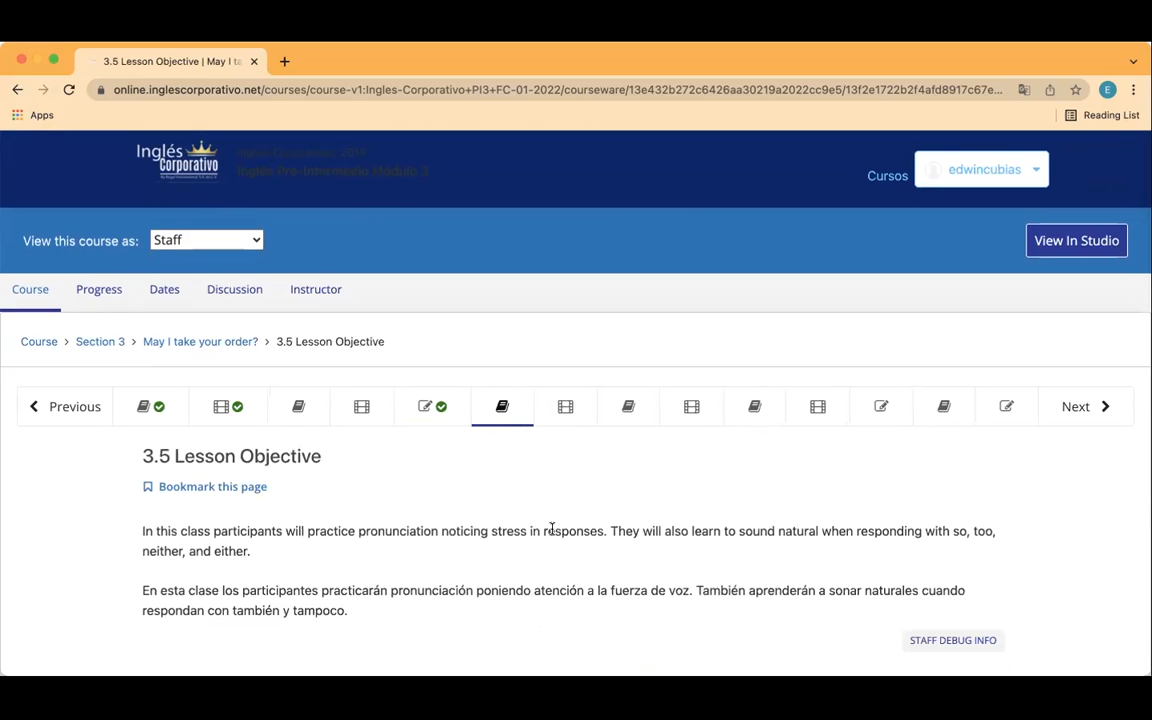 3.5 Lesson Objective | May I ta
online.inglescorporativo.net/courses/course-v1:Ingles-Corporativo+PI3+FC-01-2022/courseware/13e432b272c6426aa30219a2022cc9e5/13f2e1722b2f4afd8917c67e...
E
Apps
Reading List
Inglés
Corporativo
Inglés Pre-Intermedio Módulo 3
Cursos
edwincubias
View this course as:
Staff
View In Studio
Course
Progress
Dates
Discussion
Instructor
Course > Section 3 > May I take your order? > 3.5 Lesson Objective
Previous
Next
3.5 Lesson Objective
Bookmark this page
In this class participants will practice pronunciation noticing stress in responses. They will also learn to sound natural when responding with so, too,
neither, and either.
En esta clase los participantes practicarán pronunciación poniendo atención a la fuerza de voz. También aprenderán a sonar naturales cuando
respondan con también y tampoco.
STAFF DEBUG INFO